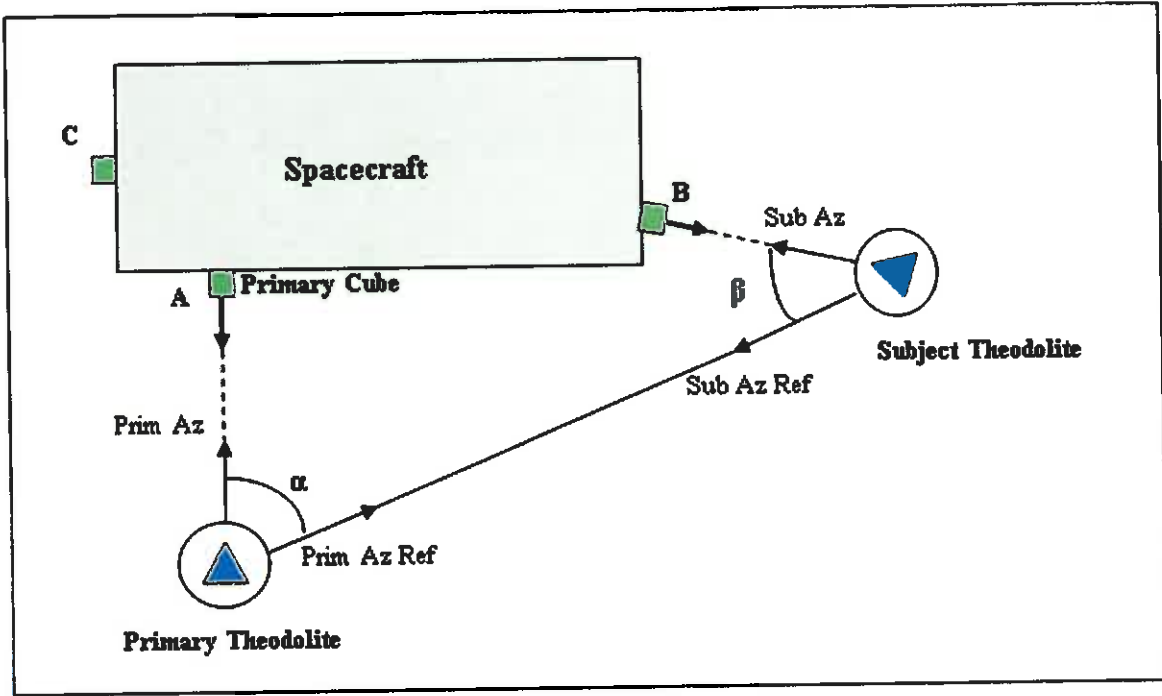 C
Spacecraft
B
Sub Az
A
Primary Cube
β
Subject Theodolite
Sub Az Ref
Prim Az
α
Prim Az Ref
Primary Theodolite